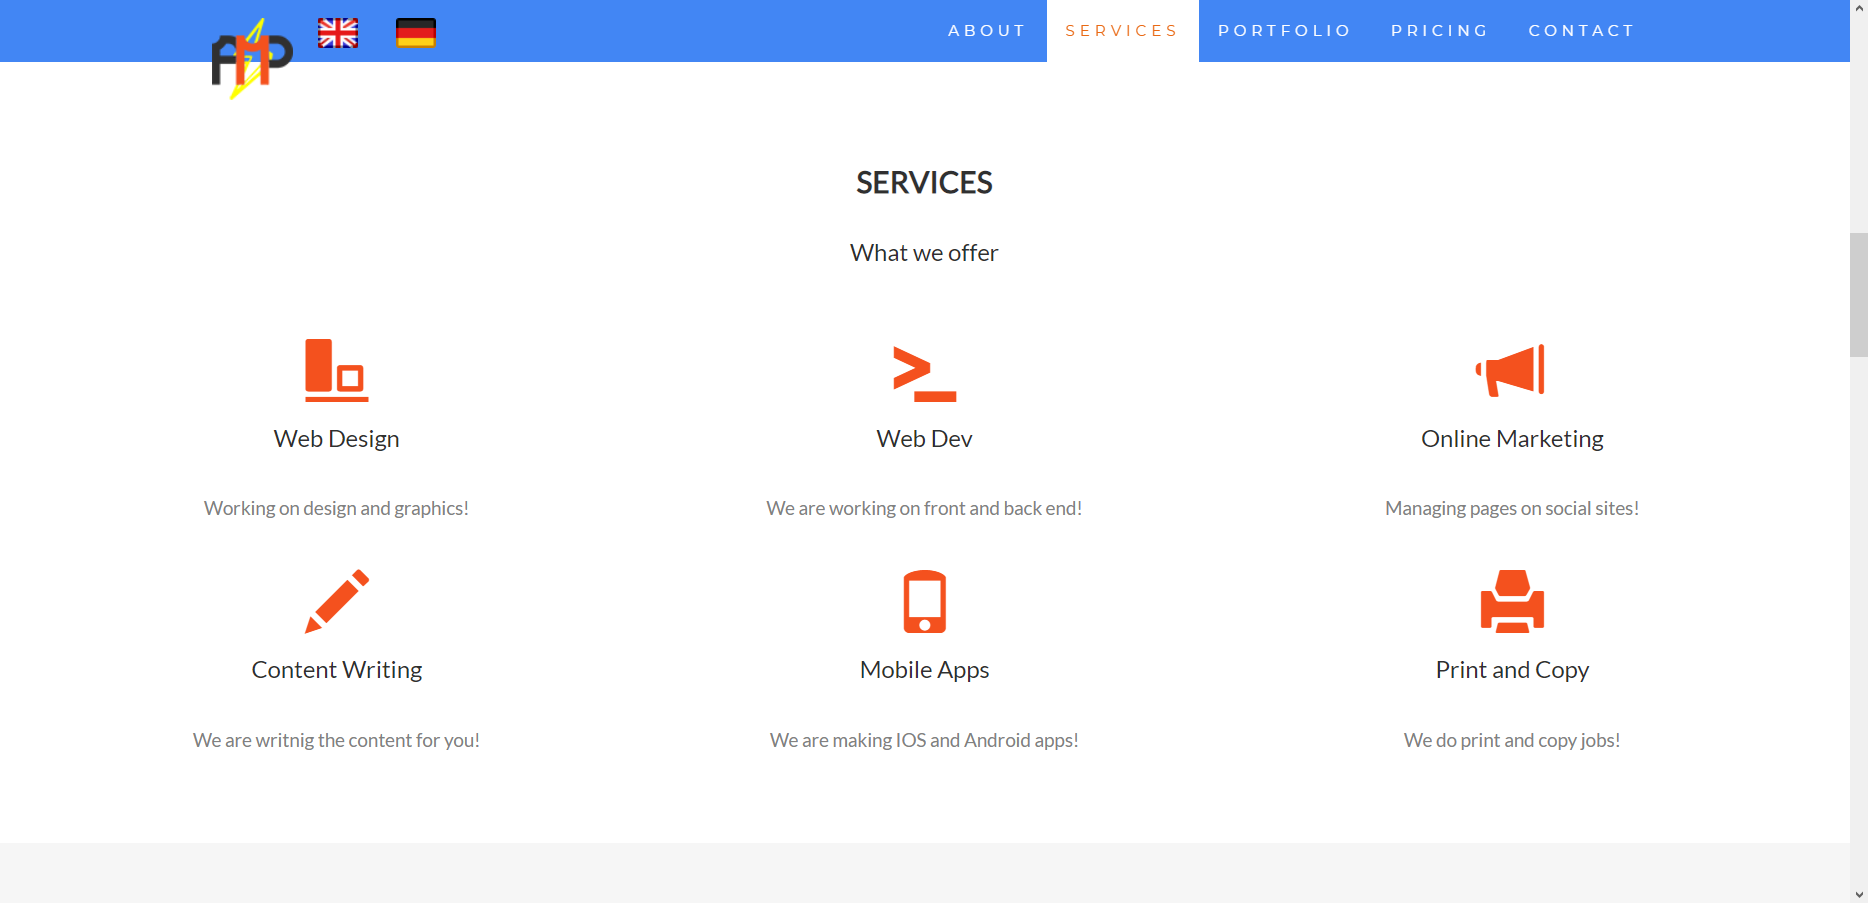 AMP
ABOUT SERVICES PORTFOLIO PRICING CONTACT
SERVICES
What we offer
Web Design Web Dev Online Marketing
Working on design and graphics! We are working on front and back end! Managing pages on social sites!
Content Writing Mobile Apps Print and Copy
We are writnig the content for you! We are making IOS and Android apps! We do print and copy jobs!